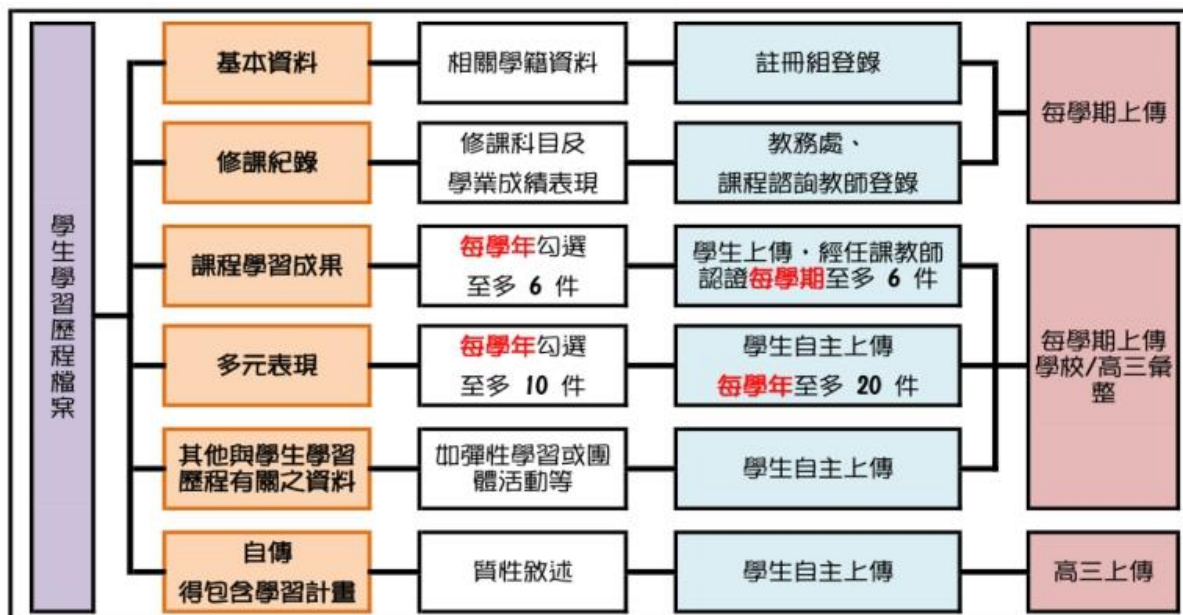 學生學習歷程檔案
基本資料
相關學籍資料
註冊組登錄
每學期上傳
修課紀錄
修課科目及
學業成績表現
教務處、
課程諮詢教師登錄
課程學習成果
每學年勾選
至多 6 件
學生上傳，經任課教師
認證每學期至多 6 件
多元表現
每學年勾選
至多 10 件
學生自主上傳
每學年至多 20 件
每學期上傳
學校/高三彙
整
其他與學生學習
歷程有關之資料
如彈性學習或團
體活動等
學生自主上傳
自傳
得包含學習計畫
質性敘述
學生自主上傳
高三上傳